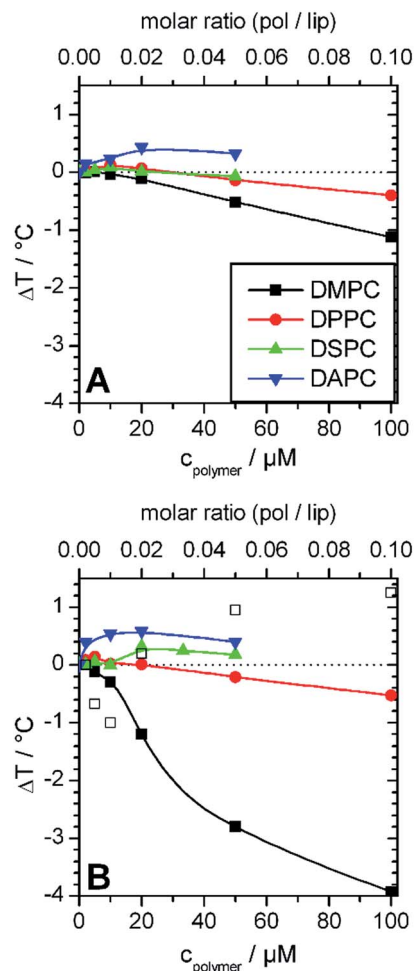 molar ratio (pol / lip)
0.00 0.02 0.04 0.06 0.08 0.10
1
0
-1
-2
-3
-4
ΔT / °C
DMPC
DPPC
DSPC
DAPC
A
0 20 40 60 80 100
c polymer / μM
molar ratio (pol / lip)
0.00 0.02 0.04 0.06 0.08 0.10
1
0
-1
-2
-3
-4
ΔT / °C
B
0 20 40 60 80 100
c polymer / μM